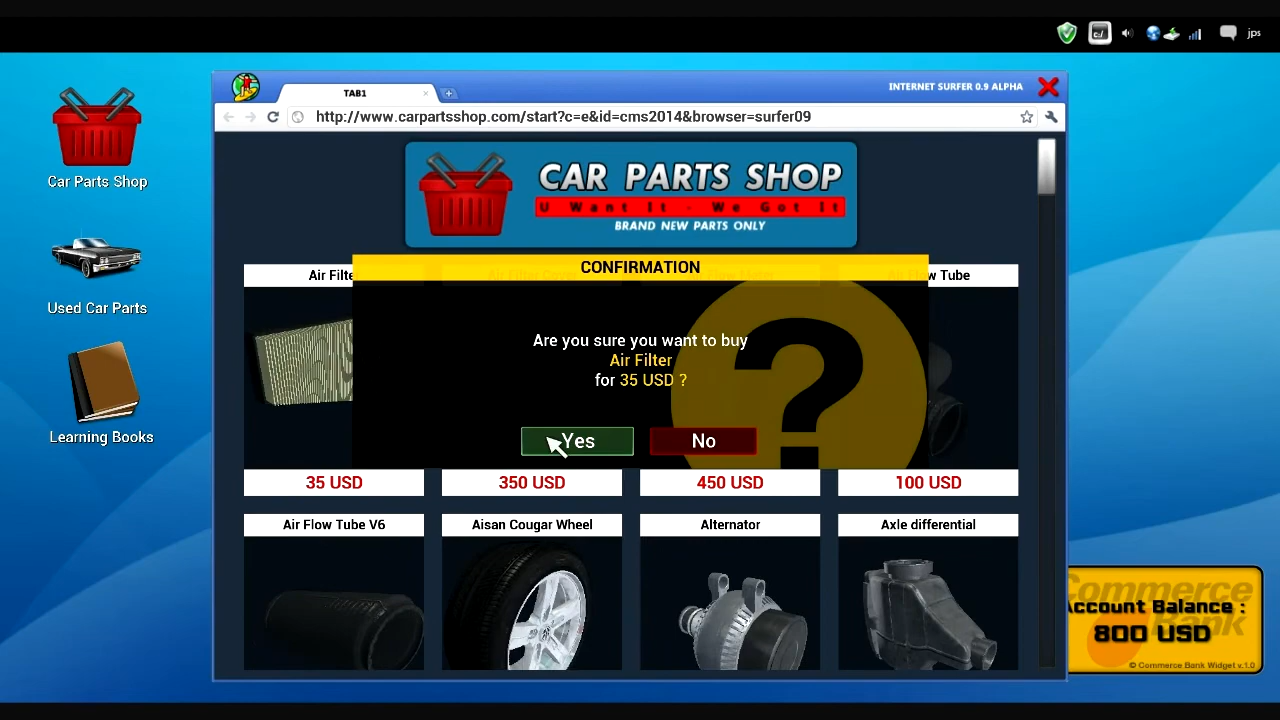 c:/
jps
TAB1
INTERNET SURFER 0.9 ALPHA
http://www.carpartsshop.com/start?c=e&id=cms2014&browser=surfer09
Car Parts Shop
Used Car Parts
Learning Books
CAR PARTS SHOP
U Want It - We Got It
BRAND NEW PARTS ONLY
CONFIRMATION
Are you sure you want to buy
Air Filter
for 35 USD ?
Yes
No
35 USD
350 USD
450 USD
100 USD
Air Flow Tube V6
Aisan Cougar Wheel
Alternator
Axle differential
Commerce
Bank
Account Balance :
800 USD
© Commerce Bank Widget v.1.0